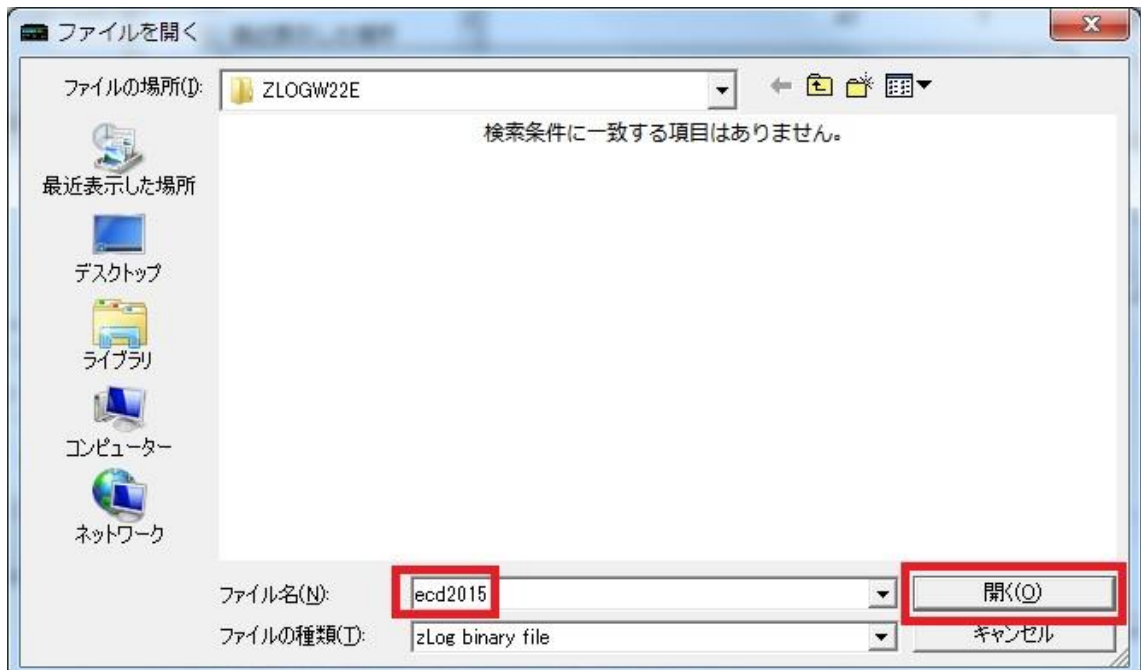 ファイルを開く
ファイルの場所(I):
ZLOGW22E
検索条件に一致する項目はありません。
最近表示した場所
デスクトップ
ライブラリ
コンピューター
ネットワーク
ファイル名(N):
ecd2015
開く(O)
ファイルの種類(T):
zLog binary file
キャンセル